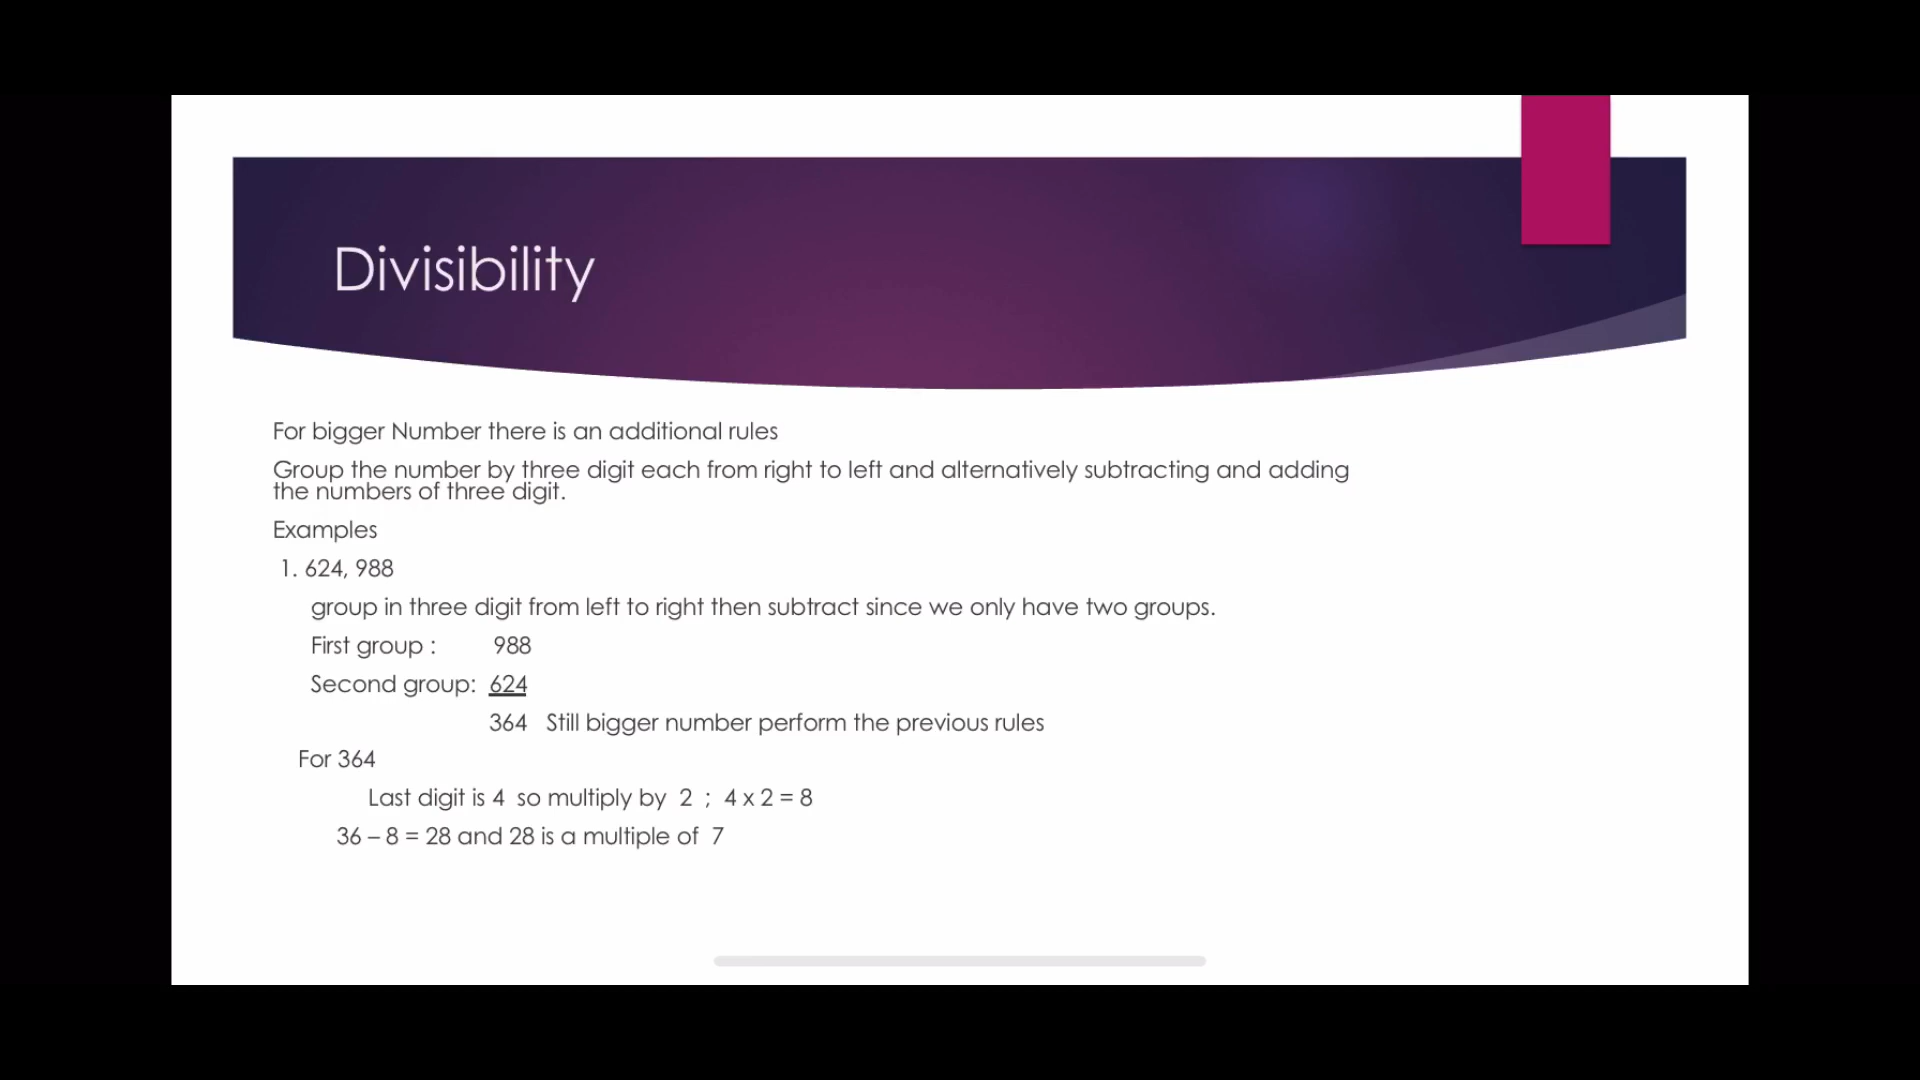 Divisibility
For bigger Number there is an additional rules
Group the number by three digit each from right to left and alternatively subtracting and adding
the numbers of three digit.
Examples
1. 624, 988
group in three digit from left to right then subtract since we only have two groups.
First group : 988
Second group: 624
364 Still bigger number perform the previous rules
For 364
Last digit is 4 so multiply by 2 ; 4 x 2 = 8
36 – 8 = 28 and 28 is a multiple of 7